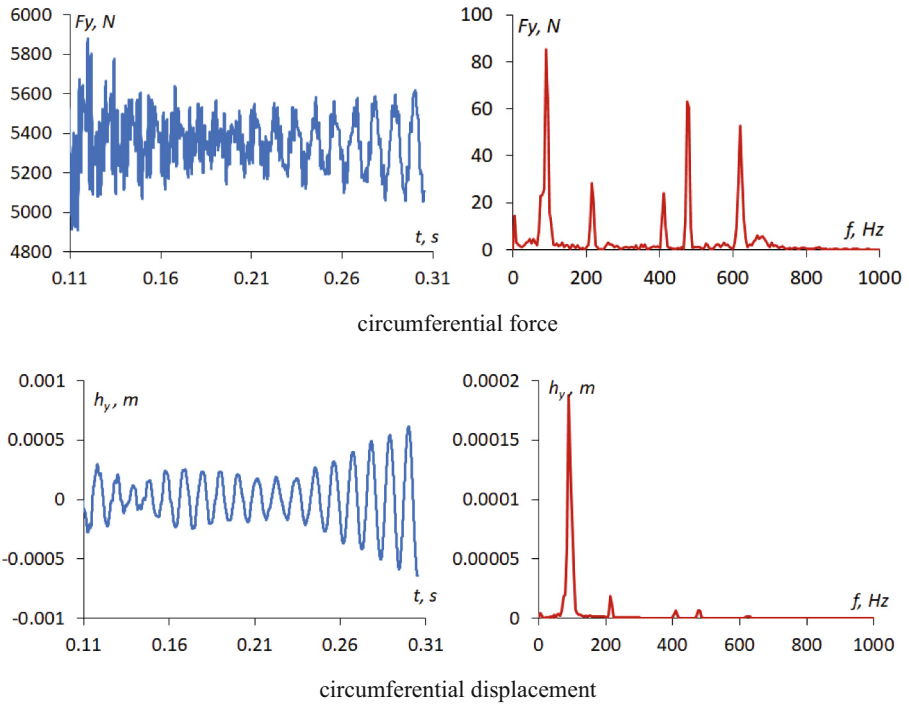 6000
5800
5600
5400
5200
5000
4800
Fy, N
t, s
0.11 0.16 0.21 0.26 0.31
100
80
60
40
20
0
Fy, N
f, Hz
0 200 400 600 800 1000
circumferential force
0.001
0.0005
0
-0.0005
-0.001
hy, m
t, s
0.11 0.16 0.21 0.26 0.31
0.0002
0.00015
0.0001
0.00005
0
hy, m
f, Hz
0 200 400 600 800 1000
circumferential displacement